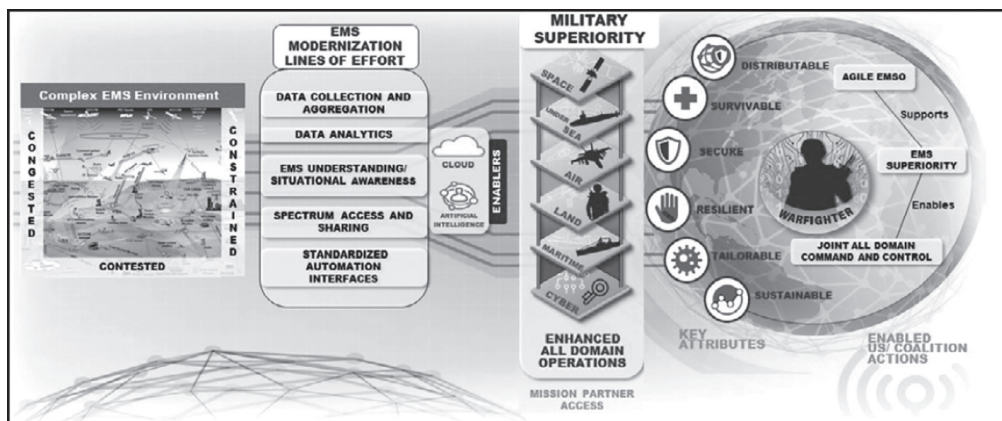 Complex EMS Environment
CONGESTED
CONSTRAINED
CONTESTED
EMS
MODERNIZATION
LINES OF EFFORT
DATA COLLECTION AND
AGGREGATION
DATA ANALYTICS
EMS UNDERSTANDING/
SITUATIONAL AWARENESS
SPECTRUM ACCESS AND
SHARING
STANDARDIZED
AUTOMATION
INTERFACES
CLOUD
ARTIFICIAL
INTELLIGENCE
ENABLERS
MILITARY
SUPERIORITY
SPACE
UNDER
SEA
AIR
LAND
MARITIME
CYBER
ENHANCED
ALL DOMAIN
OPERATIONS
MISSION PARTNER
ACCESS
DISTRIBUTABLE
SURVIVABLE
SECURE
RESILIENT
TAILORABLE
SUSTAINABLE
KEY
ATTRIBUTES
WARFIGHTER
AGILE EMSO
Supports
EMS
SUPERIORITY
Enables
JOINT ALL DOMAIN
COMMAND AND CONTROL
ENABLED
US/ COALITION
ACTIONS